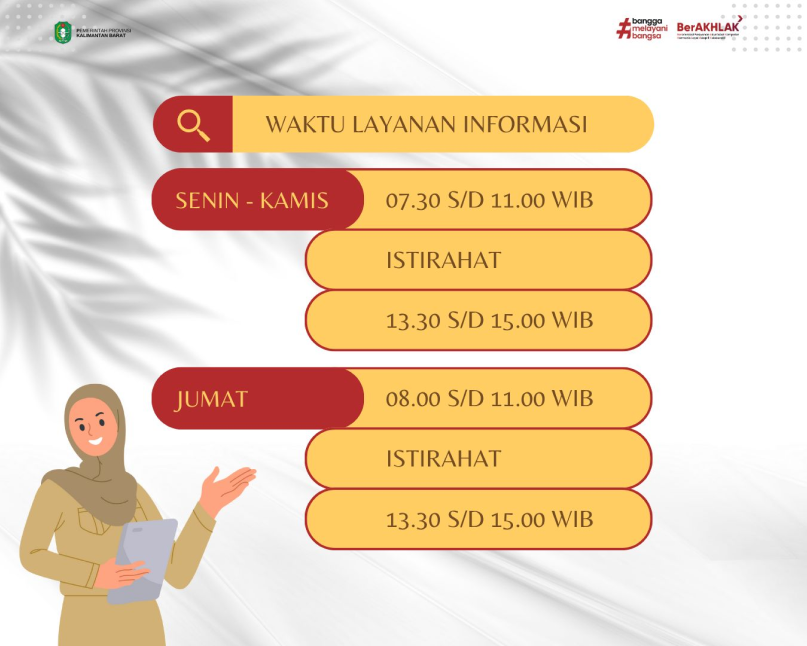 PEMERINTAH PROVINSI
KALIMANTAN BARAT
#bangga
melayani
bangsa
BerAKHLAK
WAKTU LAYANAN INFORMASI
SENIN - KAMIS
07.30 S/D 11.00 WIB
ISTIRAHAT
13.30 S/D 15.00 WIB
JUMAT
08.00 S/D 11.00 WIB
ISTIRAHAT
13.30 S/D 15.00 WIB